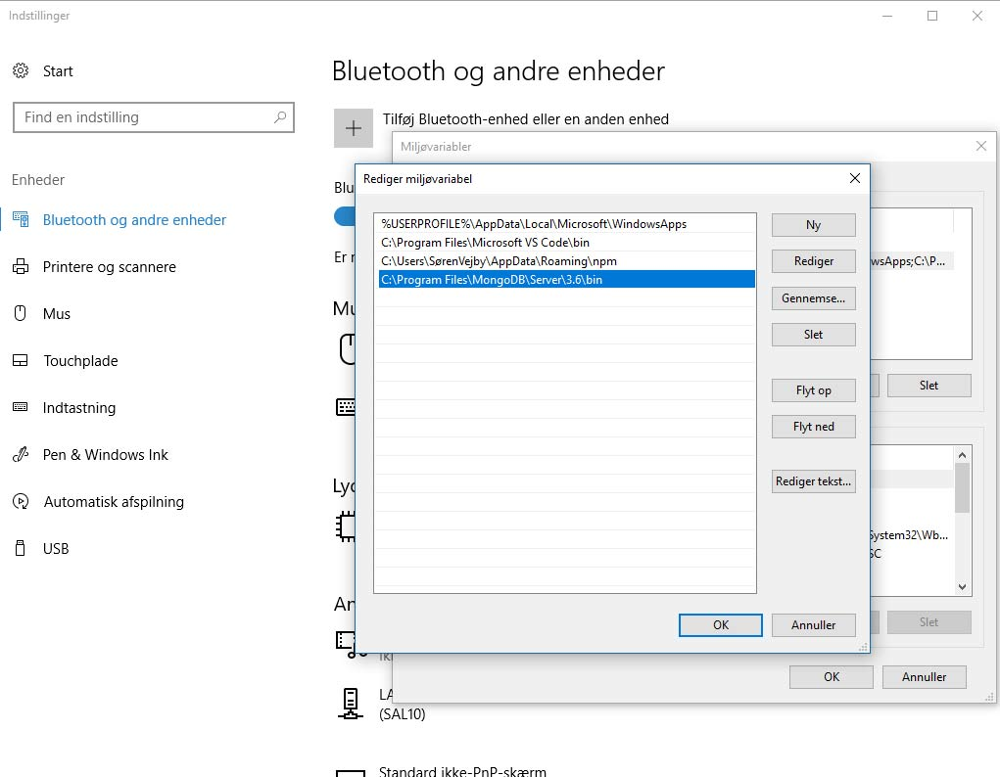 Indstillinger
Start
Find en indstilling
Enheder
Bluetooth og andre enheder
Printere og scannere
Mus
Touchplade
Indtastning
Pen & Windows Ink
Automatisk afspilning
USB
Bluetooth og andre enheder
Tilføj Bluetooth-enhed eller en anden enhed
Blu
Er
Mu
Lyd
An
LA
(SAL10)
Standard ikke-PnP-skærm
Miljøvariabler
wsApps;C:\P...
Slet
System32\Wb...
SC
Slet
OK
Annuller
Rediger miljøvariabel
%USERPROFILE%\AppData\Local\Microsoft\WindowsApps
C:\Program Files\Microsoft VS Code\bin
C:\Users\SørenVejby\AppData\Roaming\npm
C:\Program Files\MongoDB\Server\3.6\bin
Ny
Rediger
Gennemse...
Slet
Flyt op
Flyt ned
Rediger tekst...
OK
Annuller